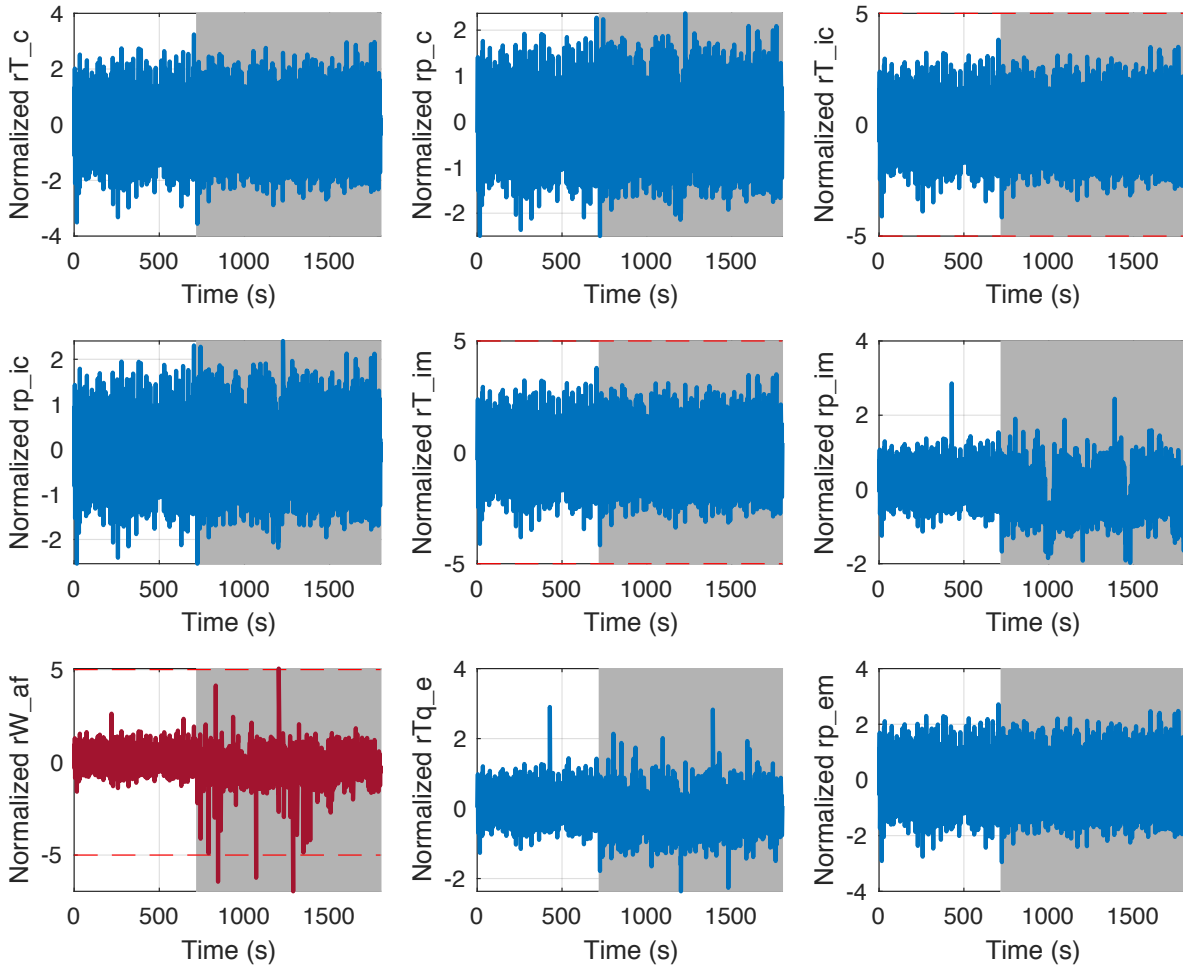 Normalized rT_c
4
2
0
-2
-4
0 500 1000 1500
Time (s)
Normalized rp_c
2
1
0
-1
-2
0 500 1000 1500
Time (s)
Normalized rT_ic
5
0
-5
0 500 1000 1500
Time (s)
Normalized rp_ic
2
1
0
-1
-2
0 500 1000 1500
Time (s)
Normalized rT_im
5
0
-5
0 500 1000 1500
Time (s)
Normalized rp_im
4
2
0
-2
0 500 1000 1500
Time (s)
Normalized rW_af
5
0
-5
0 500 1000 1500
Time (s)
Normalized rTq_e
4
2
0
-2
0 500 1000 1500
Time (s)
Normalized rp_em
4
2
0
-2
-4
0 500 1000 1500
Time (s)